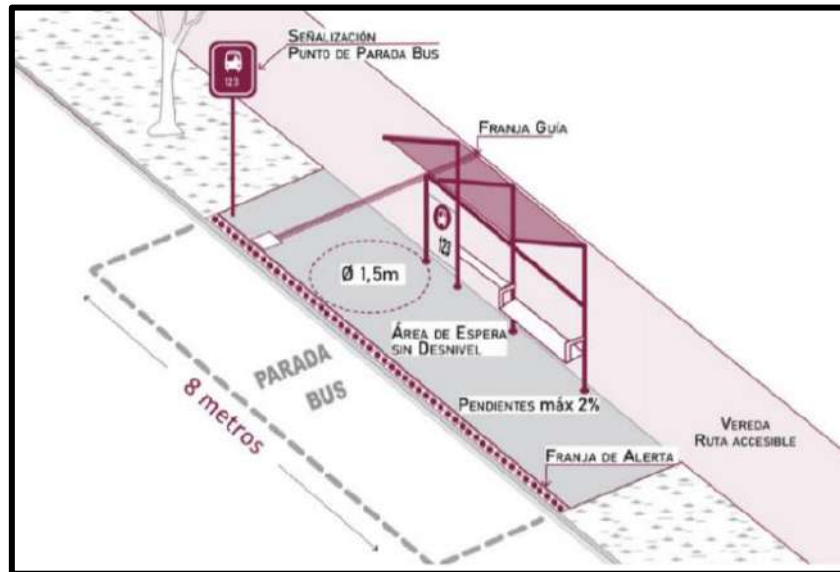 SEÑALIZACIÓN
PUNTO DE PARADA BUS
123
FRANJA GUÍA
123
Ø 1,5m
ÁREA DE ESPERA
SIN DESNIVEL
PARADA
BUS
8 metros
PENDIENTES máx 2%
VEREDA
RUTA ACCESIBLE
FRANJA DE ALERTA